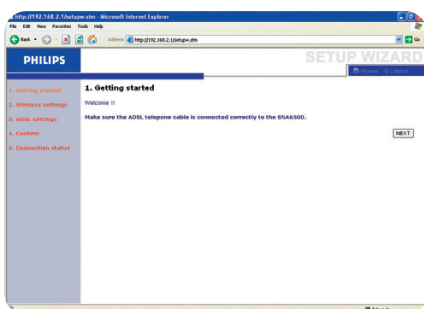 http://192.168.2.1/setupw.stm - Microsoft Internet Explorer
File Edit View Favorites Tools Help
Back
Address http://192.168.2.1/setupw.stm Go
PHILIPS
SETUP WIZARD
Home Logout
1. Getting started
2. Wireless settings
3. ADSL settings
4. Confirm
5. Connection status
1. Getting started
Welcome !!
Make sure the ADSL telepone cable is connected correctly to the SNA6500.
NEXT